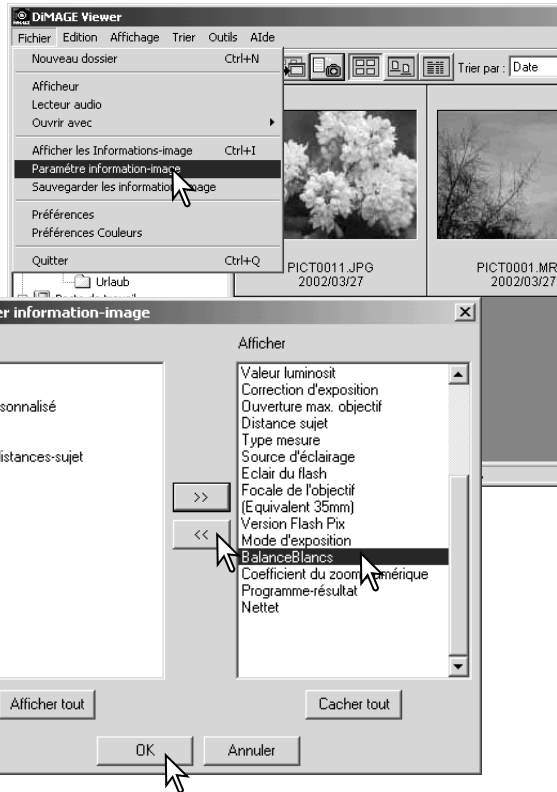 DiMAGE Viewer
Fichier Edition Affichage Trier Outils AIde
Nouveau dossier Ctrl+N
Afficheur
Lecteur audio
Ouvrir avec
Afficher les Informations-image Ctrl+I
Paramétre information-image
Sauvegarder les information image
Préférences
Préférences Couleurs
Quitter Ctrl+Q
Trier par : Date
PICT0011.JPG
2002/03/27
PICT0001.MR
2002/03/27
Urlaub
er information-image
sonnalisé
distances-sujet
Afficher
Valeur luminosit
Correction d'exposition
Ouverture max. objectif
Distance sujet
Type mesure
Source d'éclairage
Eclair du flash
Focale de l'objectif
(Equivalent 35mm)
Version Flash Pix
Mode d'exposition
BalanceBlancs
Coefficient du zoom numérique
Programme-résultat
Nettet
>>
<<
Afficher tout
Cacher tout
OK
Annuler